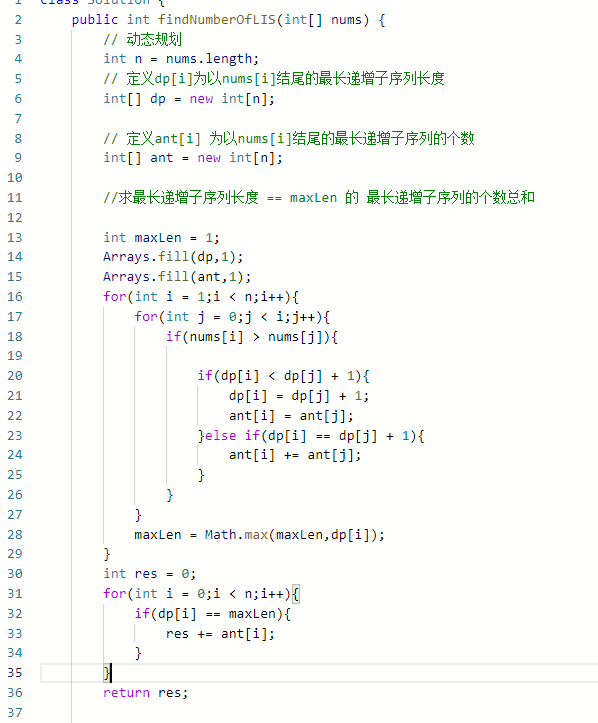 1 class Solution {
2 public int findNumberOfLIS(int[] nums) {
3 // 动态规划
4 int n = nums.length;
5 // 定义dp[i]为以nums[i]结尾的最长递增子序列长度
6 int[] dp = new int[n];
7
8 // 定义ant[i] 为以nums[i]结尾的最长递增子序列的个数
9 int[] ant = new int[n];
10
11 //求最长递增子序列长度 == maxLen 的 最长递增子序列的个数总和
12
13 int maxLen = 1;
14 Arrays.fill(dp,1);
15 Arrays.fill(ant,1);
16 for(int i = 1;i < n;i++){
17 for(int j = 0;j < i;j++){
18 if(nums[i] > nums[j]){
19
20 if(dp[i] < dp[j] + 1){
21 dp[i] = dp[j] + 1;
22 ant[i] = ant[j];
23 }else if(dp[i] == dp[j] + 1){
24 ant[i] += ant[j];
25 }
26 }
27 }
28 maxLen = Math.max(maxLen,dp[i]);
29 }
30 int res = 0;
31 for(int i = 0;i < n;i++){
32 if(dp[i] == maxLen){
33 res += ant[i];
34 }
35 }
36 return res;
37